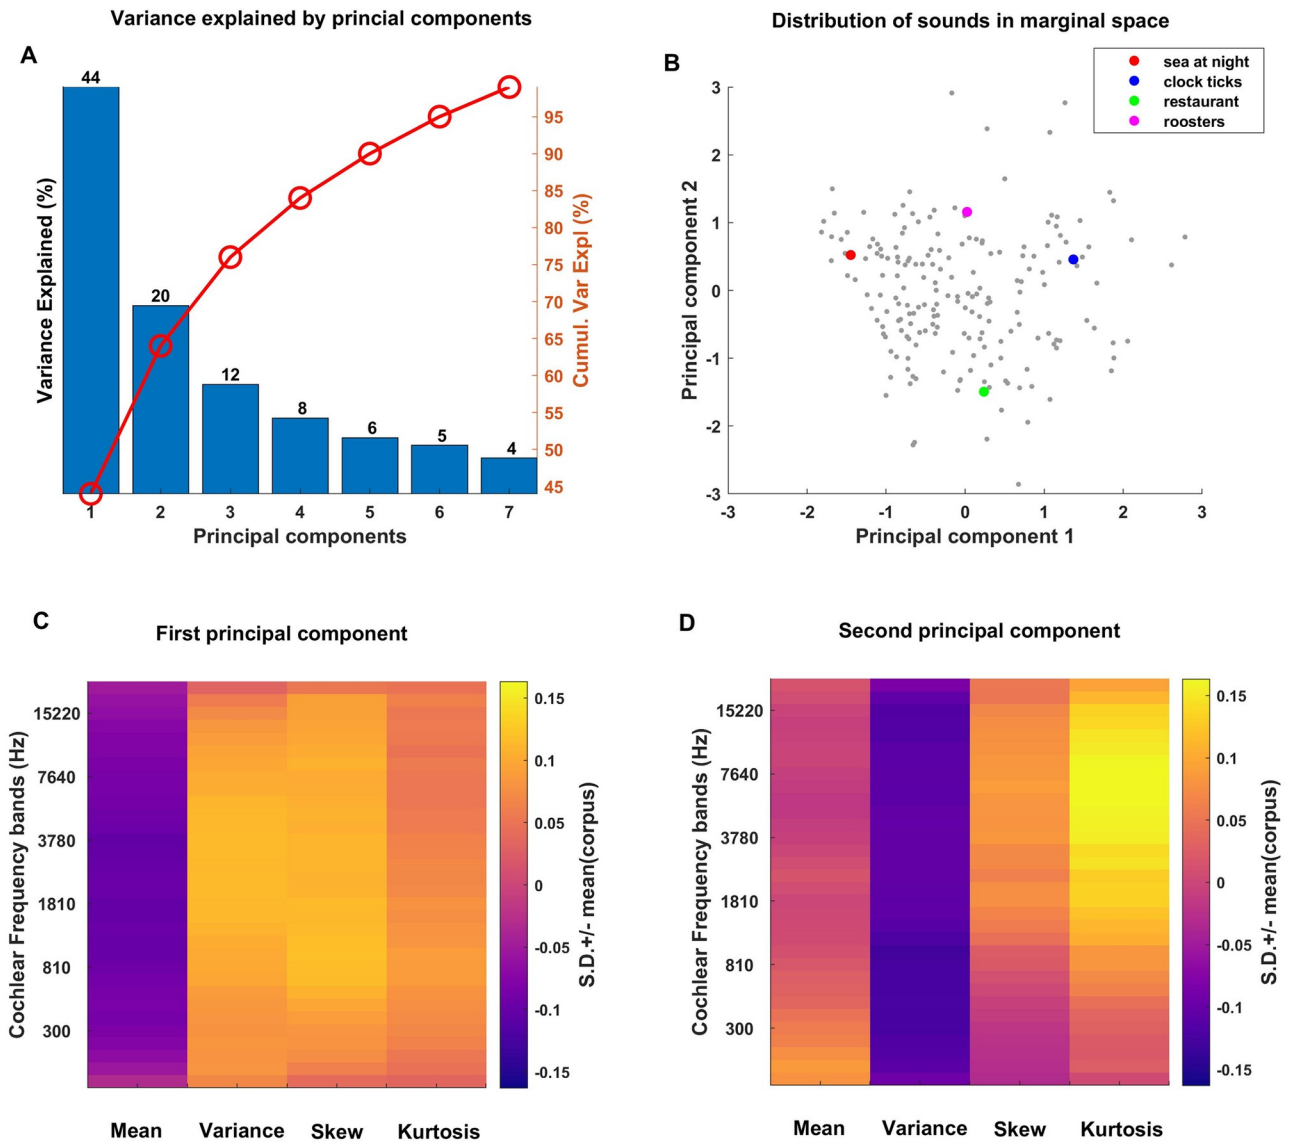 Variance explained by princial components
A
44
20
12
8
6
5
4
Variance Explained (%)
95
90
85
80
75
70
65
60
55
50
45
Cumul. Var Expl (%)
1 2 3 4 5 6 7
Principal components
Distribution of sounds in marginal space
B
sea at night
clock ticks
restaurant
roosters
3
2
1
0
-1
-2
-3
Principal component 2
-3 -2 -1 0 1 2 3
Principal component 1
C
First principal component
15220
7640
3780
1810
810
300
Cochlear Frequency bands (Hz)
Mean Variance Skew Kurtosis
0.15
0.1
0.05
0
-0.05
-0.1
-0.15
S.D.+/- mean(corpus)
D
Second principal component
15220
7640
3780
1810
810
300
Cochlear Frequency bands (Hz)
Mean Variance Skew Kurtosis
0.15
0.1
0.05
0
-0.05
-0.1
-0.15
S.D.+/- mean(corpus)